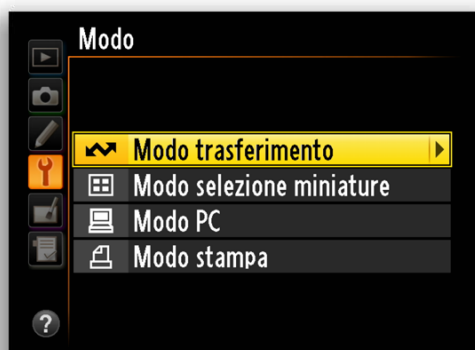 Modo
Modo trasferimento
Modo selezione miniature
Modo PC
Modo stampa
?